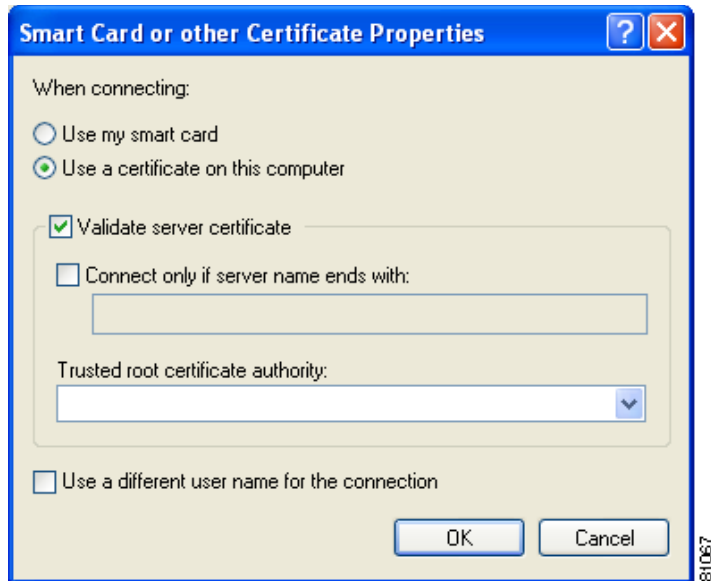 Smart Card or other Certificate Properties
When connecting:
Use my smart card
Use a certificate on this computer
Validate server certificate
Connect only if server name ends with:
Trusted root certificate authority:
Use a different user name for the connection
OK
Cancel
81067